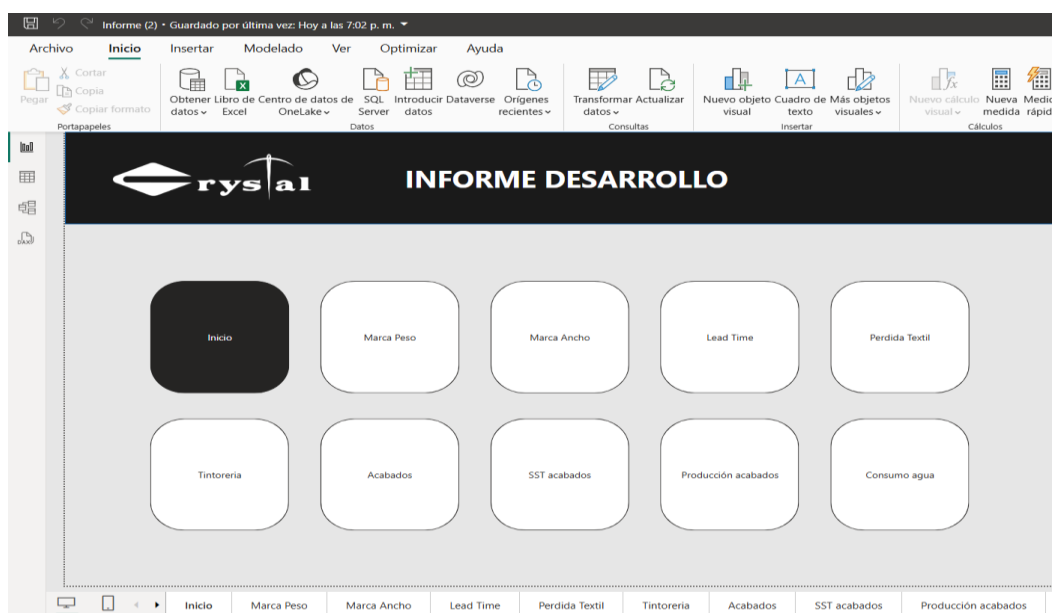 Informe (2) • Guardado por última vez: Hoy a las 7:02 p. m.
Archivo Inicio Insertar Modelado Ver Optimizar Ayuda
Pegar
Cortar
Copia
Copiar formato
Portapapeles
Obtener datos
Libro de Excel
Centro de datos de OneLake
SQL Server
Introducir datos
Dataverse
Orígenes recientes
Datos
Transformar datos
Actualizar
Consultas
Nuevo objeto visual
Cuadro de texto
Más objetos visuales
Insertar
Nuevo cálculo visual
Nueva medida
Medid rápid
Cálculos
DAX
Crystal
INFORME DESARROLLO
Inicio Marca Peso Marca Ancho Lead Time Perdida Textil
Tintoreria Acabados SST acabados Producción acabados Consumo agua
Inicio Marca Peso Marca Ancho Lead Time Perdida Textil Tintoreria Acabados SST acabados Producción acabados